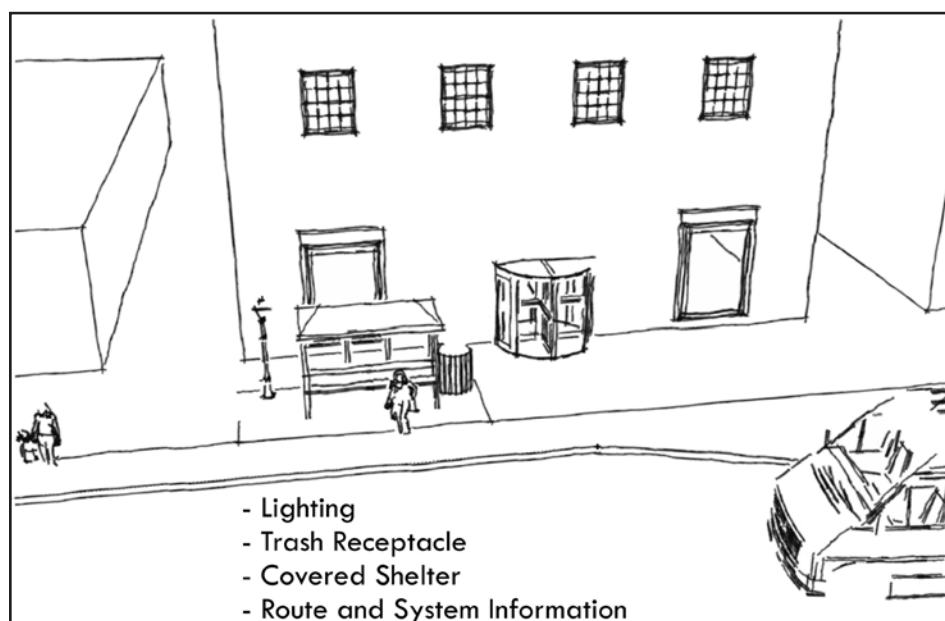 - Lighting
- Trash Receptacle
- Covered Shelter
- Route and System Information